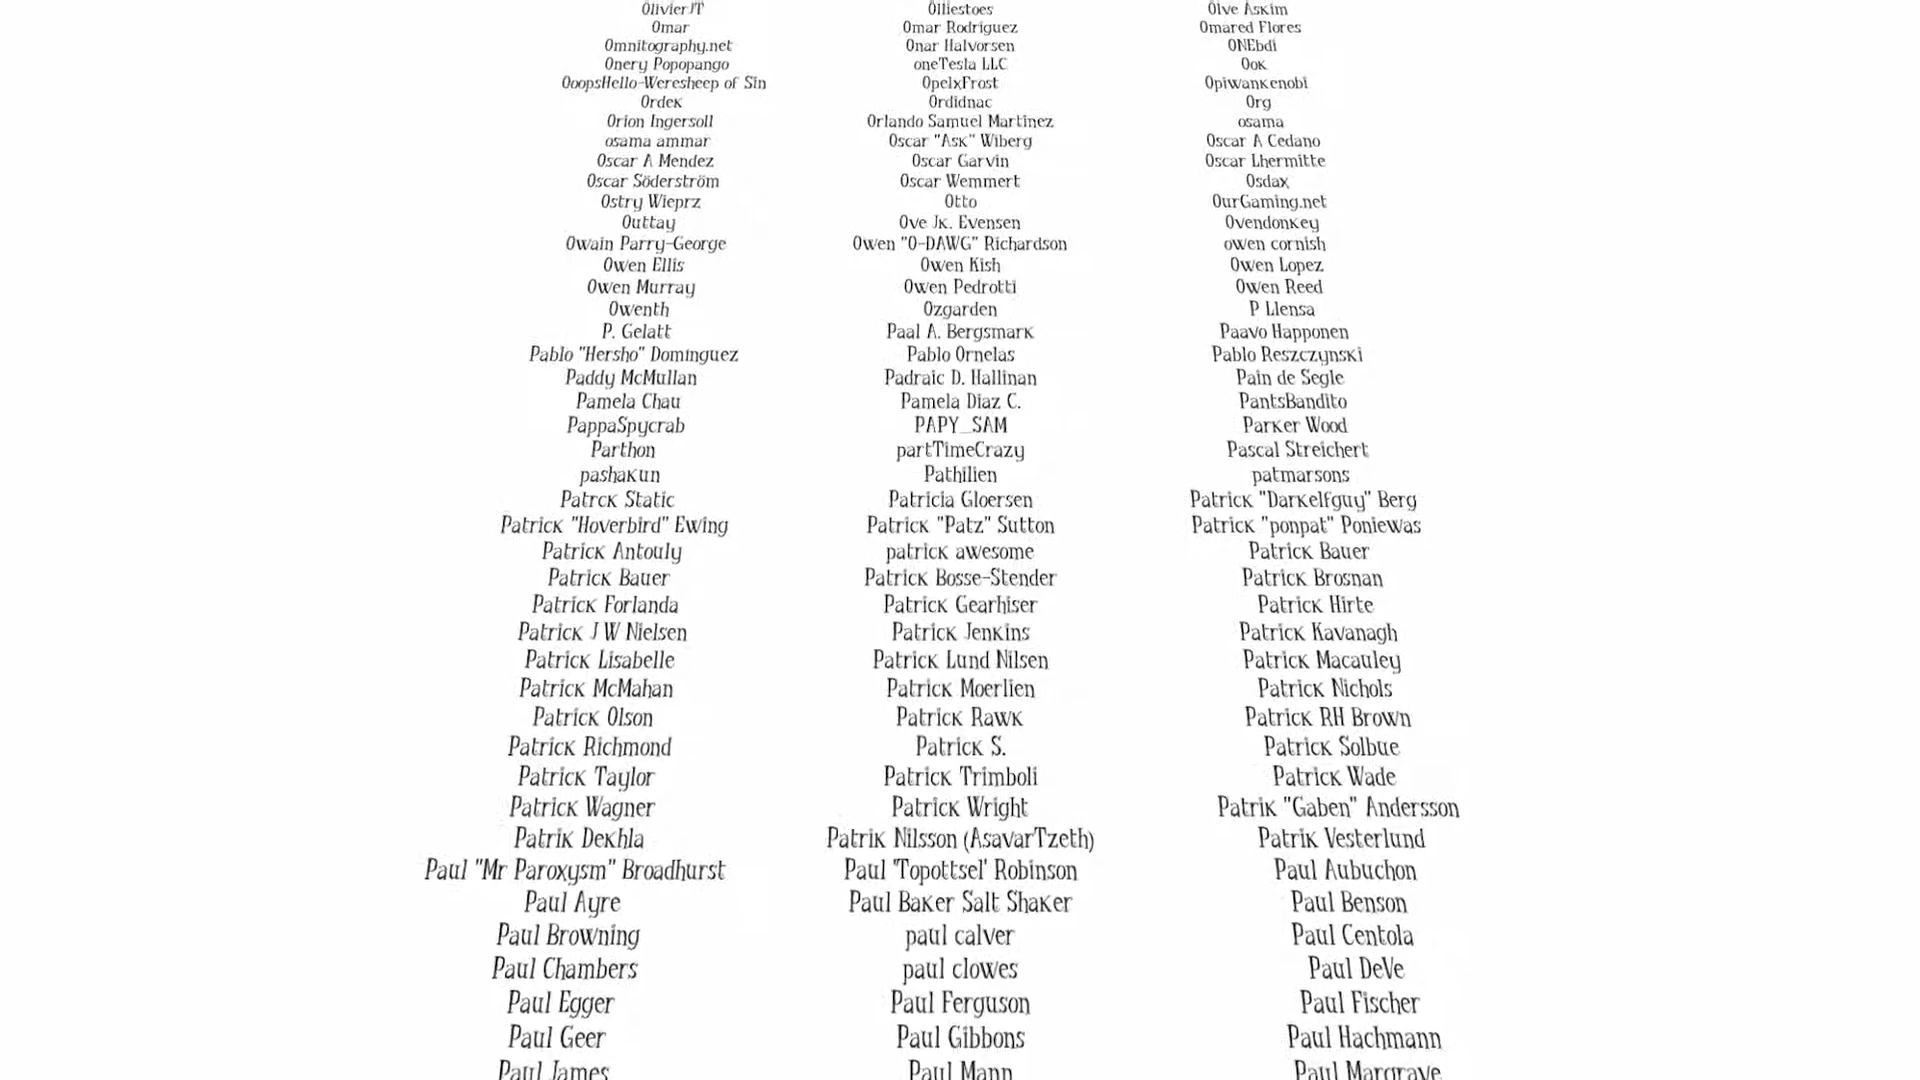 OlivierJT Olliestoes Olve Askim
Omar Omar Rodriguez Omared Flores
Omnitography.net Onar Halvorsen ONEbdi
Onery Popopango oneTesla LLC Ook
OoopsHello-Weresheep of Sin OpelxFrost Opiwankenobi
Ordek Ordidnac Org
Orion Ingersoll Orlando Samuel Martinez osama
osama ammar Oscar "Ask" Wiberg Oscar A Cedano
Oscar A Mendez Oscar Garvin Oscar Lhermitte
Oscar Söderström Oscar Wemmert Osdax
Ostry Wieprz Otto OurGaming.net
Outtay Ove Jk. Evensen Ovendonkey
Owain Parry-George Owen "O-DAWG" Richardson owen cornish
Owen Ellis Owen Kish Owen Lopez
Owen Murray Owen Pedrotti Owen Reed
Owenth Ozgarden P Llensa
P. Gelatt Paal A. Bergsmark Paavo Happonen
Pablo "Hersho" Dominguez Pablo Ornelas Pablo Reszczynski
Paddy McMullan Padraic D. Hallinan Pain de Segle
Pamela Chau Pamela Diaz C. PantsBandito
PappaSpycrab PAPY_SAM Parker Wood
Parthon partTimeCrazy Pascal Streichert
pashakun Pathilien patmarsons
Patrck Static Patricia Gloersen Patrick "Darkelfguy" Berg
Patrick "Hoverbird" Ewing Patrick "Patz" Sutton Patrick "ponpat" Poniewas
Patrick Antouly patrick awesome Patrick Bauer
Patrick Bauer Patrick Bosse-Stender Patrick Brosnan
Patrick Forlanda Patrick Gearhiser Patrick Hirte
Patrick J W Nielsen Patrick Jenkins Patrick Kavanagh
Patrick Lisabelle Patrick Lund Nilsen Patrick Macauley
Patrick McMahan Patrick Moerlien Patrick Nichols
Patrick Olson Patrick Rawk Patrick RH Brown
Patrick Richmond Patrick S. Patrick Solbue
Patrick Taylor Patrick Trimboli Patrick Wade
Patrick Wagner Patrick Wright Patrik "Gaben" Andersson
Patrik Dekhla Patrik Nilsson (AsavarTzeth) Patrik Vesterlund
Paul "Mr Paroxysm" Broadhurst Paul 'Topottsel' Robinson Paul Aubuchon
Paul Ayre Paul Baker Salt Shaker Paul Benson
Paul Browning paul calver Paul Centola
Paul Chambers paul clowes Paul DeVe
Paul Egger Paul Ferguson Paul Fischer
Paul Geer Paul Gibbons Paul Hachmann
Paul James Paul Mann Paul Margrave